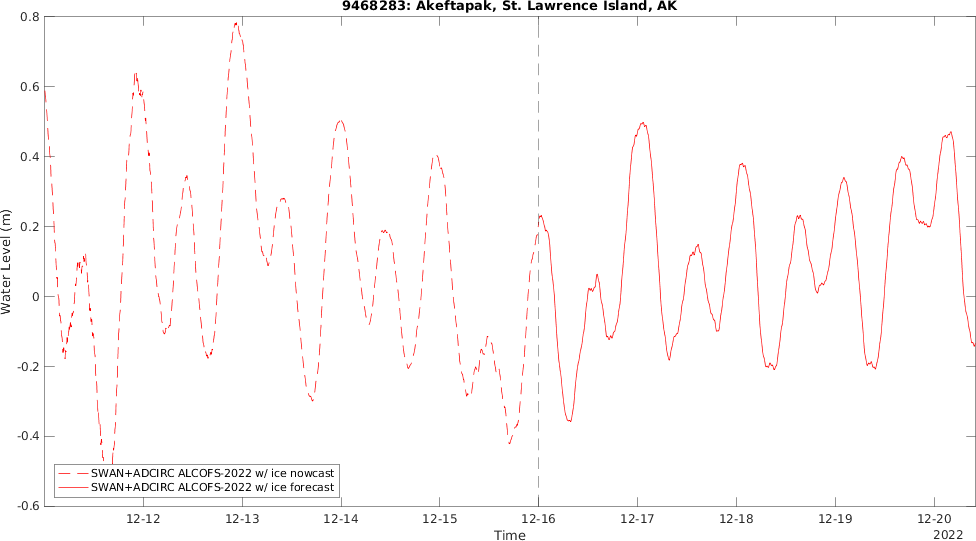 9468283: Akeftapak, St. Lawrence Island, AK
0.8
0.6
0.4
0.2
0
-0.2
-0.4
-0.6
Water Level (m)
SWAN+ADCIRC ALCOFS-2022 w/ ice nowcast
SWAN+ADCIRC ALCOFS-2022 w/ ice forecast
12-12 12-13 12-14 12-15 12-16 12-17 12-18 12-19 12-20
Time
2022